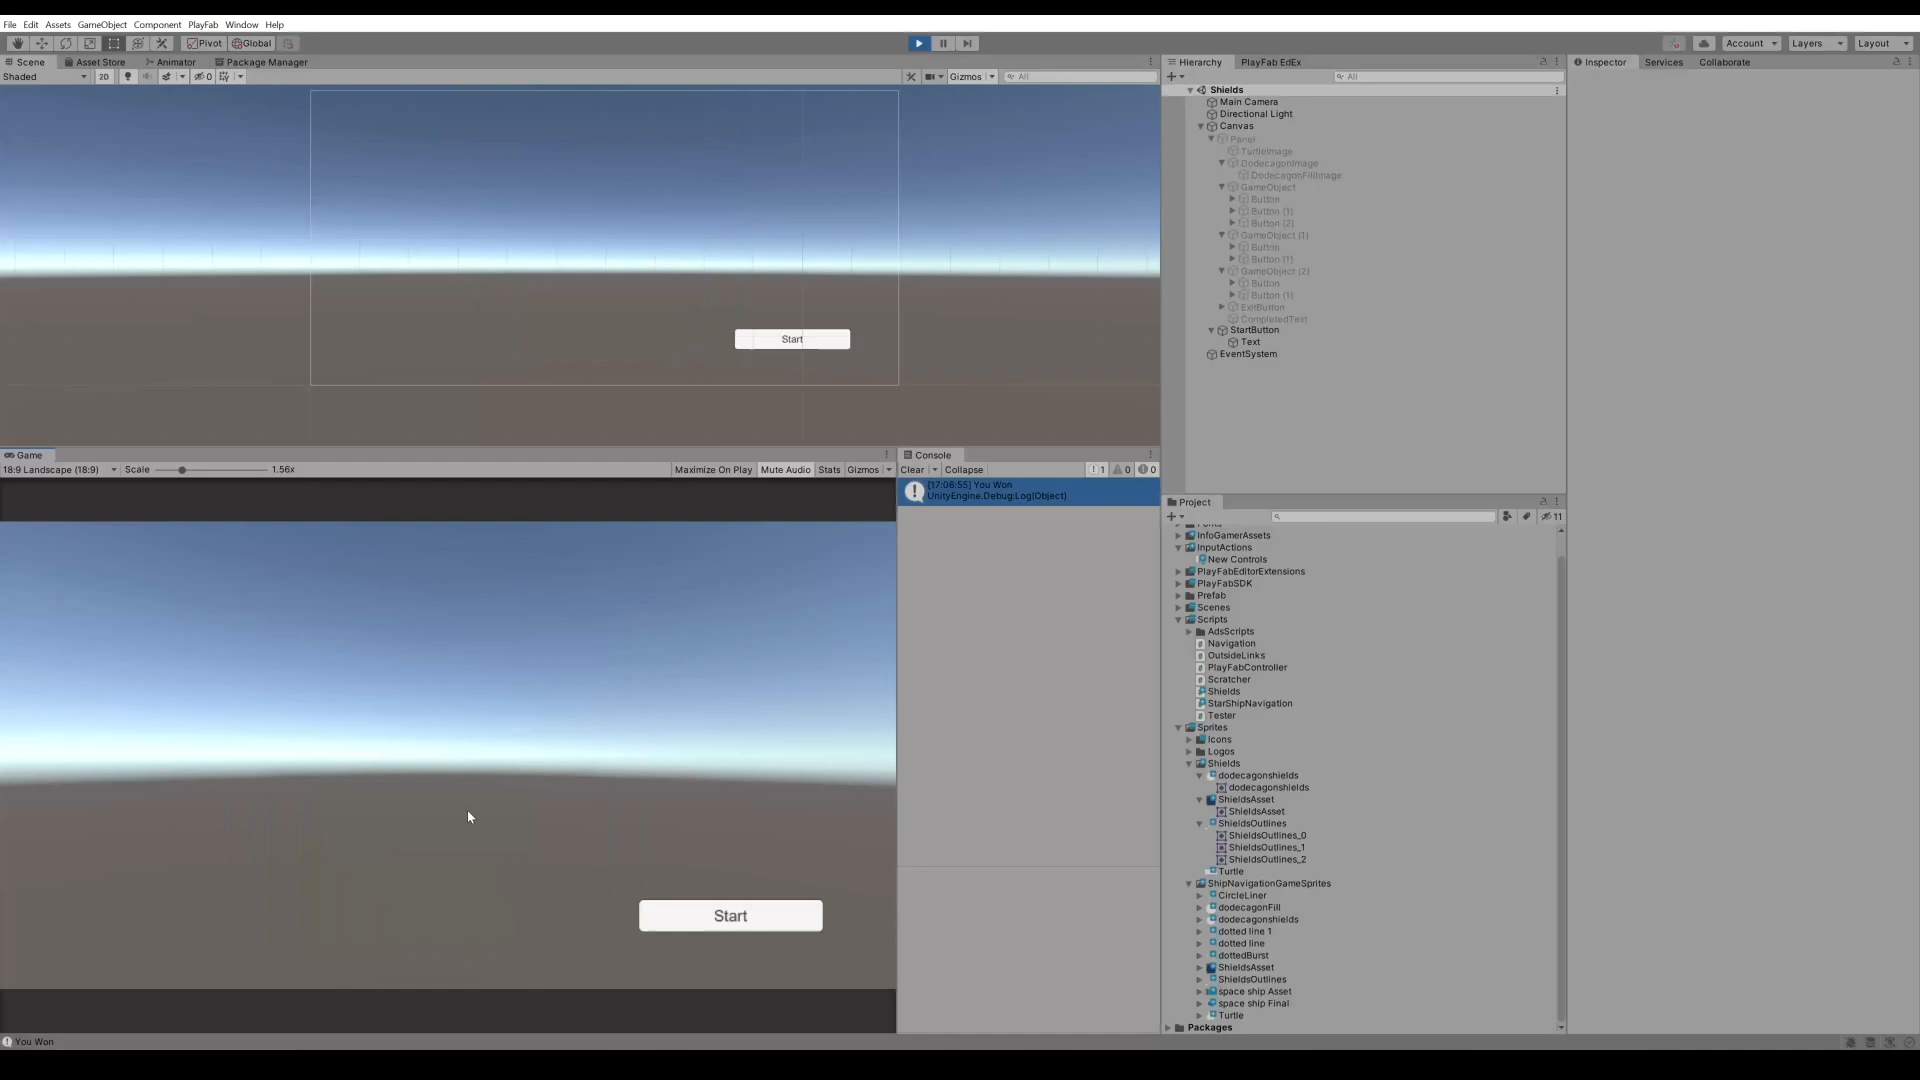 File Edit Assets GameObject Component PlayFab Window Help
Pivot Global Account Layers Layout
Scene Asset Store Animator Package Manager
Shaded 2D 0 Gizmos All
Start
Game
18:9 Landscape (18:9) Scale 1.56x Maximize On Play Mute Audio Stats Gizmos
Start
Console
Clear Collapse 1 0 0
[17:06:55] You Won
UnityEngine.Debug:Log(Object)
Hierarchy PlayFab EdEx
All
Shields
Main Camera
Directional Light
Canvas
Panel
TurtleImage
DodecagonImage
DodecagonFillImage
GameObject
Button
Button (1)
Button (2)
GameObject (1)
Button
Button (1)
GameObject (2)
Button
Button (1)
ExitButton
CompletedText
StartButton
Text
EventSystem
Project
11
Fonts
InfoGamerAssets
InputActions
New Controls
PlayFabEditorExtensions
PlayFabSDK
Prefab
Scenes
Scripts
AdsScripts
Navigation
OutsideLinks
PlayFabController
Scratcher
Shields
StarShipNavigation
Tester
Sprites
Icons
Logos
Shields
dodecagonshields
dodecagonshields
ShieldsAsset
ShieldsAsset
ShieldsOutlines
ShieldsOutlines_0
ShieldsOutlines_1
ShieldsOutlines_2
Turtle
ShipNavigationGameSprites
CircleLiner
dodecagonFill
dodecagonshields
dotted line 1
dotted line
dottedBurst
ShieldsAsset
ShieldsOutlines
space ship Asset
space ship Final
Turtle
Packages
Inspector Services Collaborate
You Won